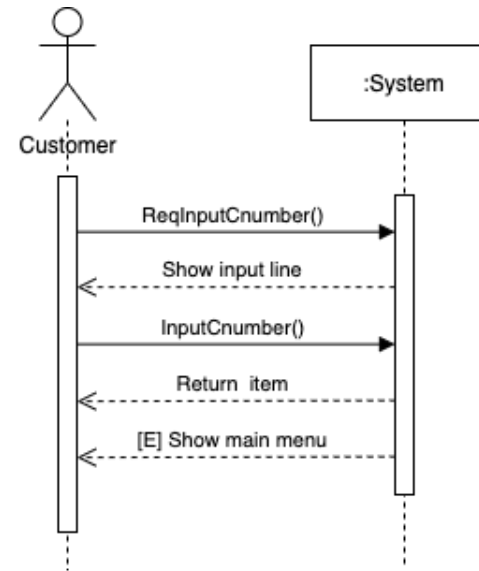 :System
Customer
ReqInputCnumber()
Show input line
InputCnumber()
Return item
[E] Show main menu